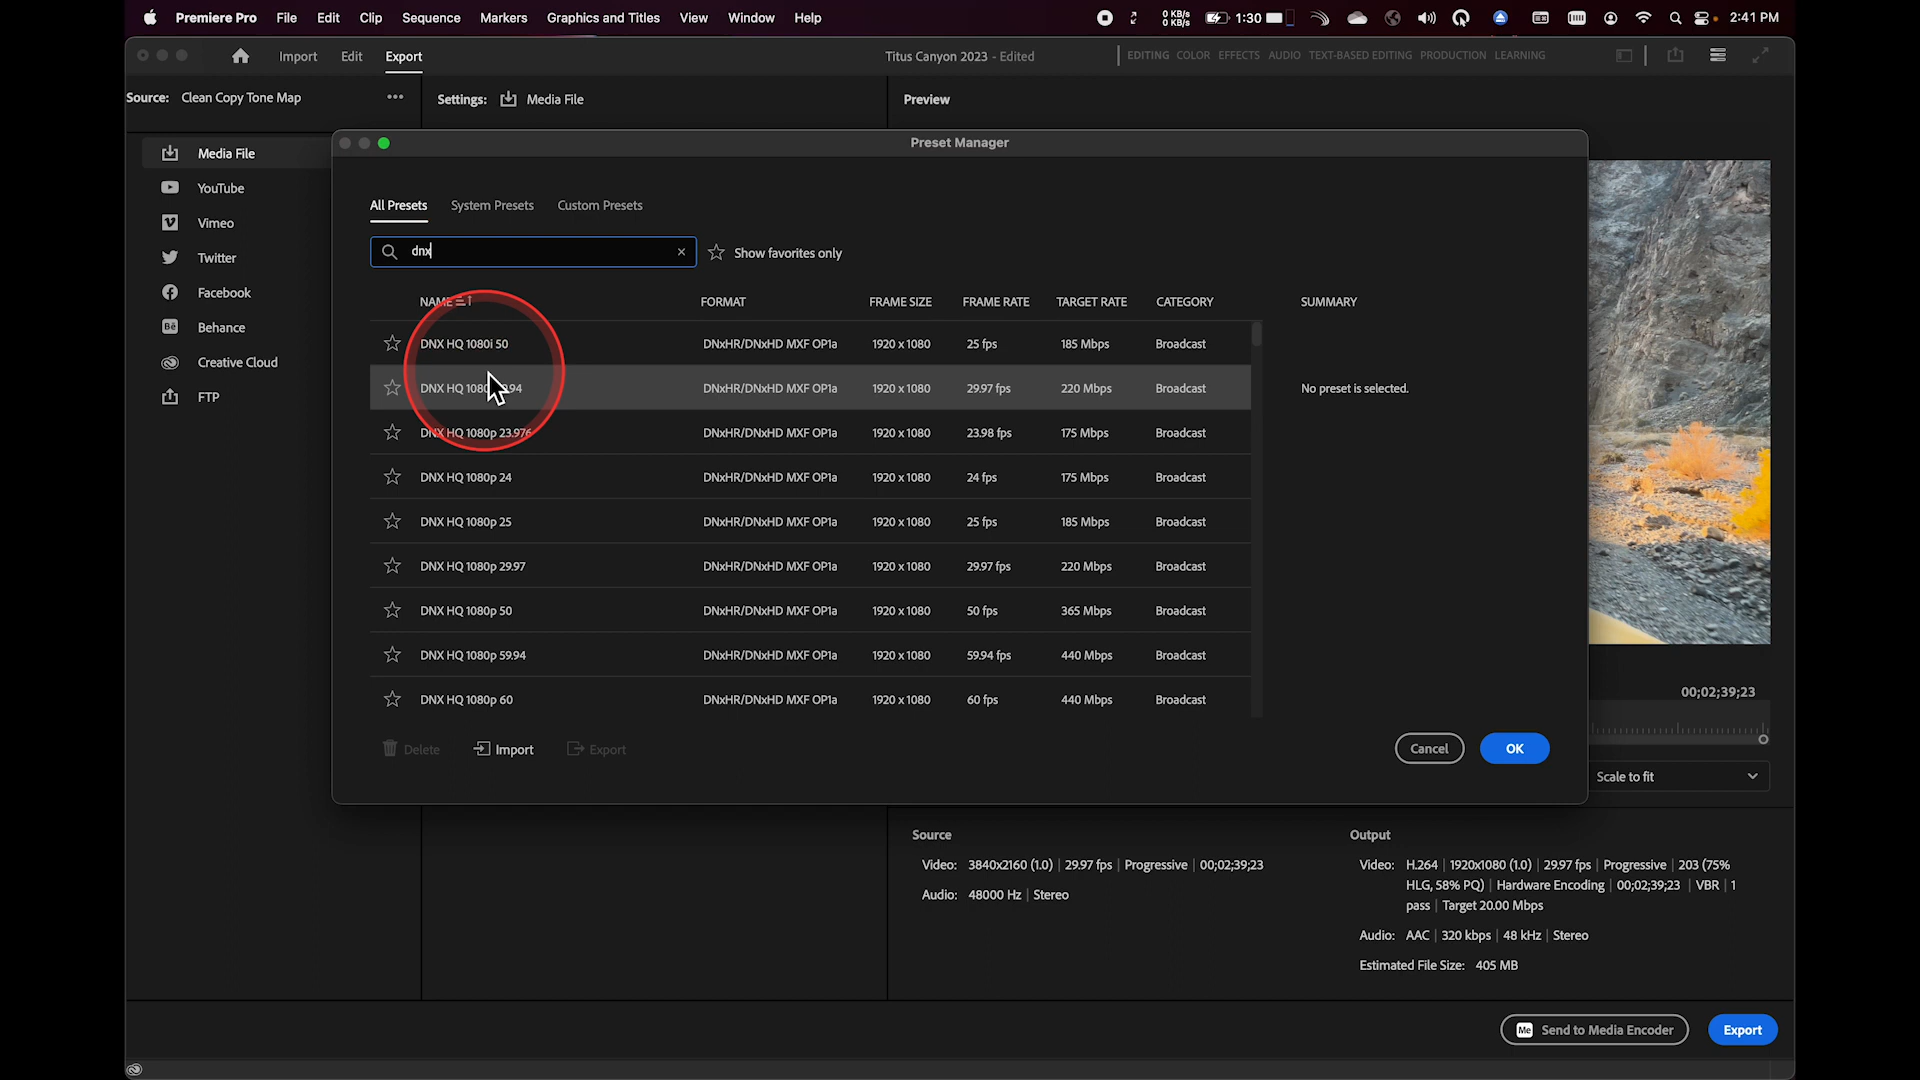 Premiere Pro File Edit Clip Sequence Markers Graphics and Titles View Window Help
0 KB/s
0 KB/s
1:30
2:41 PM
Import Edit Export
Titus Canyon 2023 - Edited
EDITING COLOR EFFECTS AUDIO TEXT-BASED EDITING PRODUCTION LEARNING
Source: Clean Copy Tone Map
Settings: Media File
Preview
Media File
YouTube
Vimeo
Twitter
Facebook
Behance
Creative Cloud
FTP
Preset Manager
All Presets System Presets Custom Presets
dnx
Show favorites only
NAME FORMAT FRAME SIZE FRAME RATE TARGET RATE CATEGORY SUMMARY
DNX HQ 1080i 50 DNxHR/DNxHD MXF OP1a 1920 x 1080 25 fps 185 Mbps Broadcast
DNX HQ DNxHR/DNxHD MXF OP1a 1920 x 1080 29.97 fps 220 Mbps Broadcast
No preset is selected.
DNX HQ 1080p 23.976 DNxHR/DNxHD MXF OP1a 1920 x 1080 23.98 fps 175 Mbps Broadcast
DNX HQ 1080p 24 DNxHR/DNxHD MXF OP1a 1920 x 1080 24 fps 175 Mbps Broadcast
DNX HQ 1080p 25 DNxHR/DNxHD MXF OP1a 1920 x 1080 25 fps 185 Mbps Broadcast
DNX HQ 1080p 29.97 DNxHR/DNxHD MXF OP1a 1920 x 1080 29.97 fps 220 Mbps Broadcast
DNX HQ 1080p 50 DNxHR/DNxHD MXF OP1a 1920 x 1080 50 fps 365 Mbps Broadcast
DNX HQ 1080p 59.94 DNxHR/DNxHD MXF OP1a 1920 x 1080 59.94 fps 440 Mbps Broadcast
DNX HQ 1080p 60 DNxHR/DNxHD MXF OP1a 1920 x 1080 60 fps 440 Mbps Broadcast
Delete Import Export
Cancel OK
00;02;39;23
Scale to fit
Source
Video: 3840x2160 (1.0) | 29.97 fps | Progressive | 00;02;39;23
Audio: 48000 Hz | Stereo
Output
Video: H.264 | 1920x1080 (1.0) | 29.97 fps | Progressive | 203 (75%
HLG, 58% PQ) | Hardware Encoding | 00;02;39;23 | VBR | 1
pass | Target 20.00 Mbps
Audio: AAC | 320 kbps | 48 kHz | Stereo
Estimated File Size: 405 MB
Me Send to Media Encoder
Export